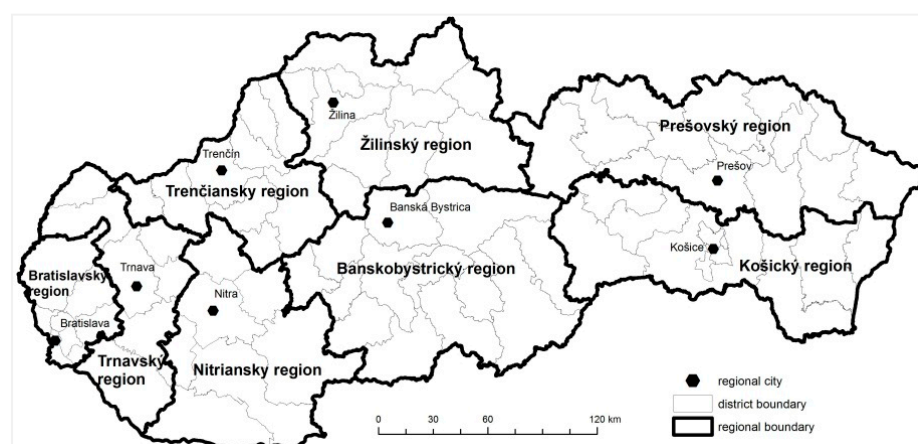 Žilina
Prešovský region
Žilinský region
Trenčín
Prešov
Trenčiansky region
Banská Bystrica
Košice
Trnava
Bratislavský
region
Banskobystrický region
Košický region
Nitra
Bratislava
Trnavský
region
Nitriansky region
regional city
district boundary
regional boundary
0 30 60 120 km